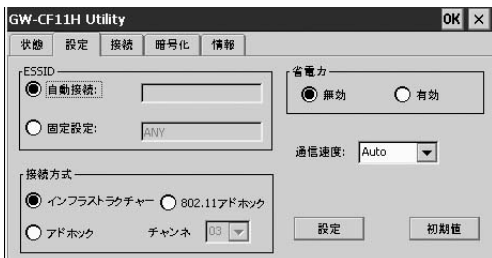 GW-CF11H Utility OK ×
状態 設定 接続 暗号化 情報
ESSID
自動接続:
固定設定: ANY
省電力
無効 有効
通信速度: Auto
接続方式
インフラストラクチャー 802.11アドホック
アドホック チャンネ 03
設定 初期値